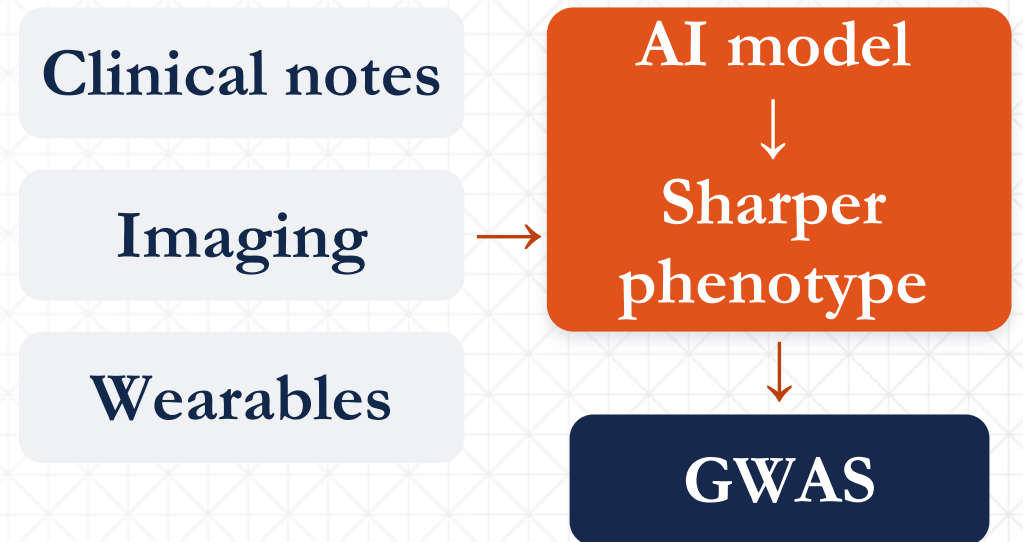 Clinical notes
Imaging
Wearables
AI model
Sharper
phenotype
GWAS